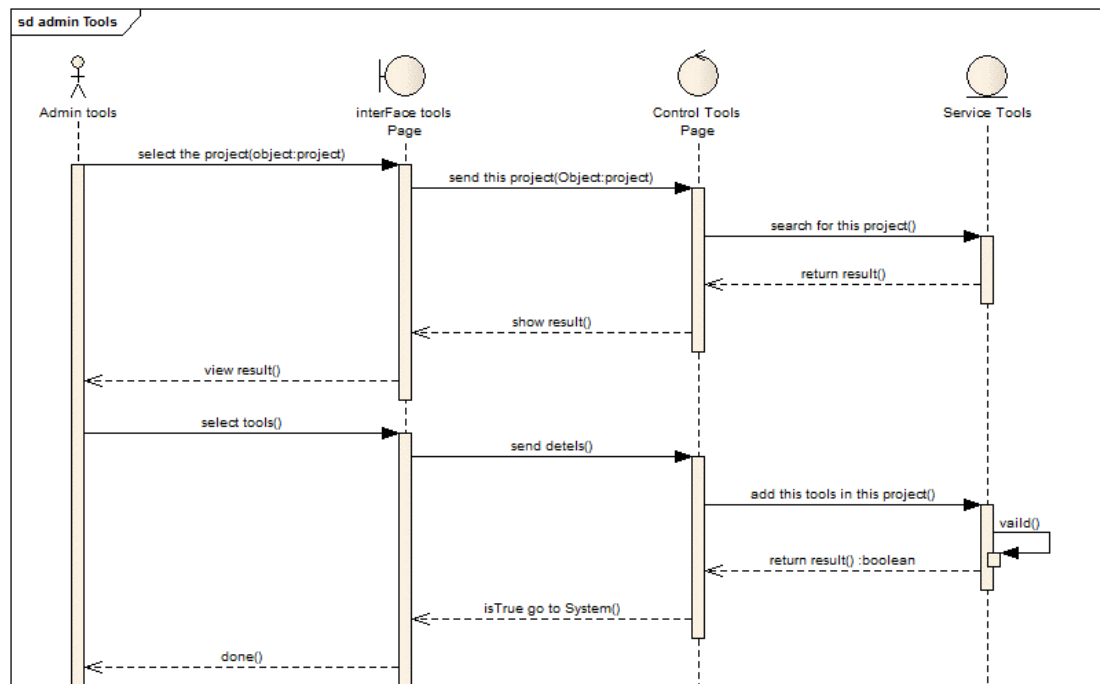 sd admin Tools
Admin tools
interFace tools
Page
Control Tools
Page
Service Tools
select the project(object:project)
send this project(Object:project)
search for this project()
return result()
show result()
view result()
select tools()
send detels()
add this tools in this project()
vaild()
return result() :boolean
isTrue go to System()
done()